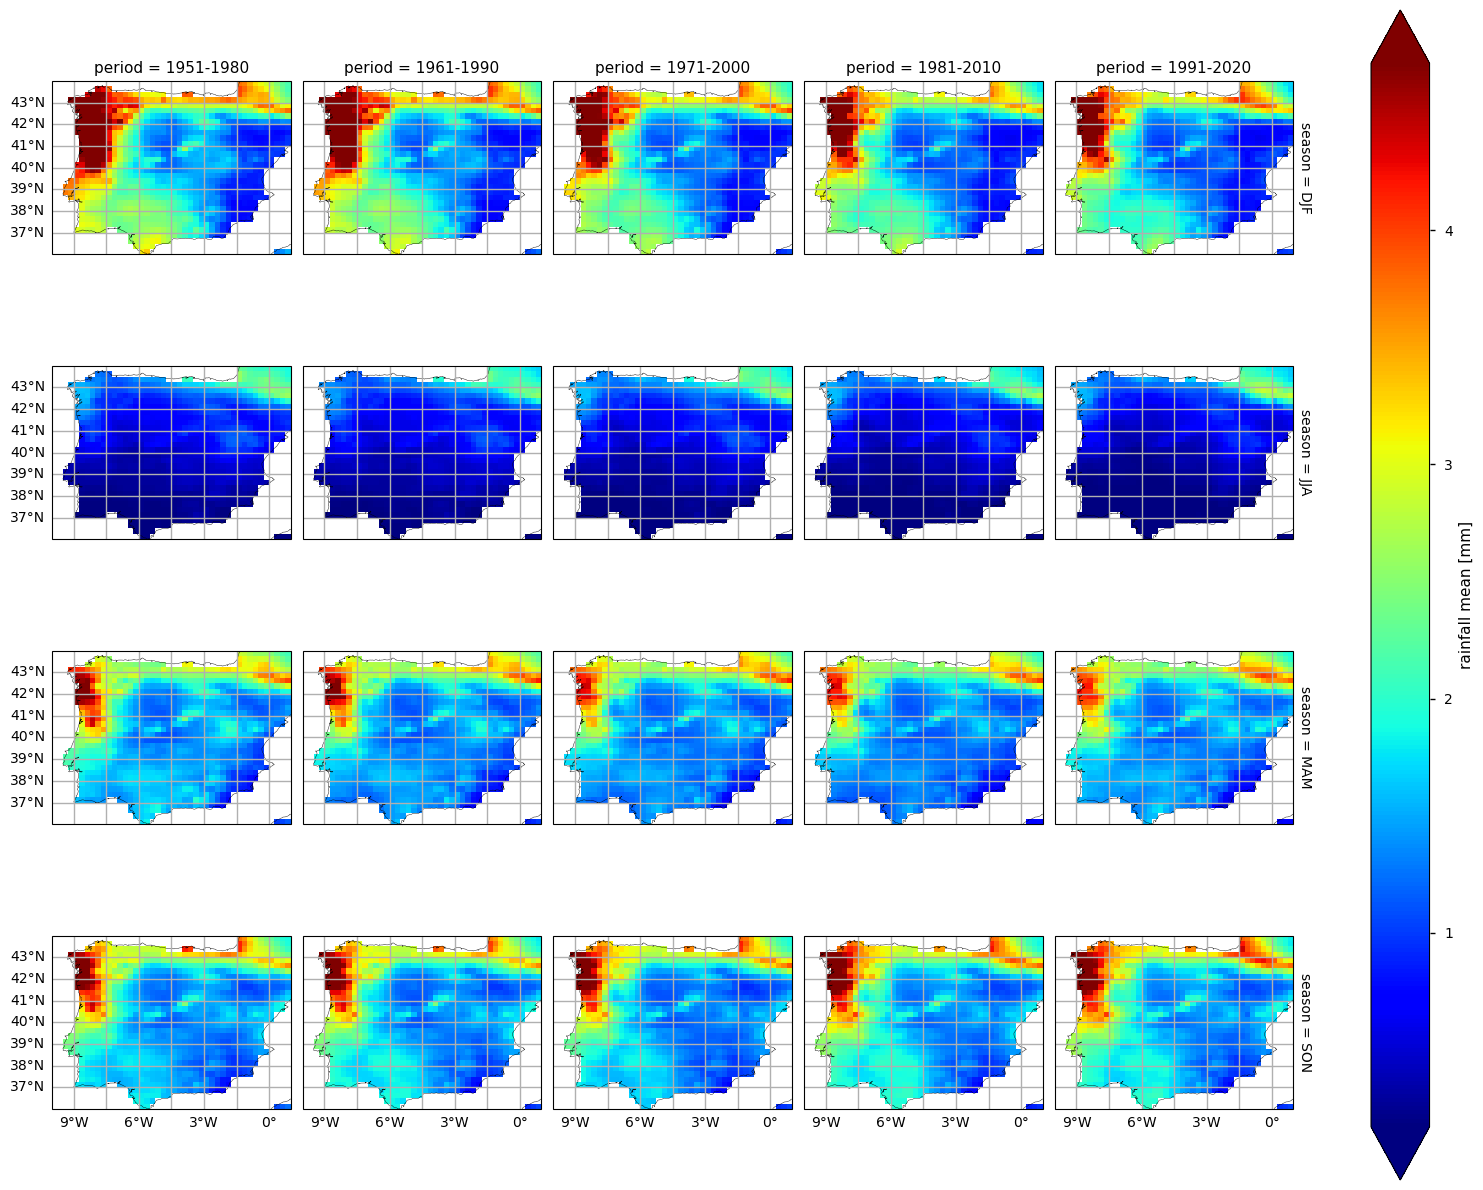 period = 1951-1980
period = 1961-1990
period = 1971-2000
period = 1981-2010
period = 1991-2020
43°N
42°N
41°N
40°N
39°N
38°N
37°N
season = DJF
43°N
42°N
41°N
40°N
39°N
38°N
37°N
season = JJA
43°N
42°N
41°N
40°N
39°N
38°N
37°N
season = MAM
43°N
42°N
41°N
40°N
39°N
38°N
37°N
season = SON
9°W 6°W 3°W 0°
9°W 6°W 3°W 0°
9°W 6°W 3°W 0°
9°W 6°W 3°W 0°
9°W 6°W 3°W 0°
4
3
2
1
rainfall mean [mm]